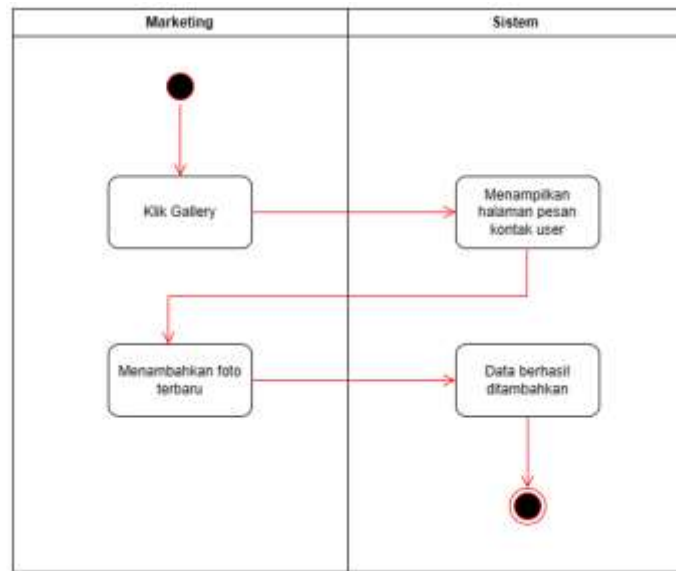 Marketing
Sistem
Klik Gallery
Menampilkan
halaman pesan
kontak user
Menambahkan foto
terbaru
Data berhasil
ditambahkan